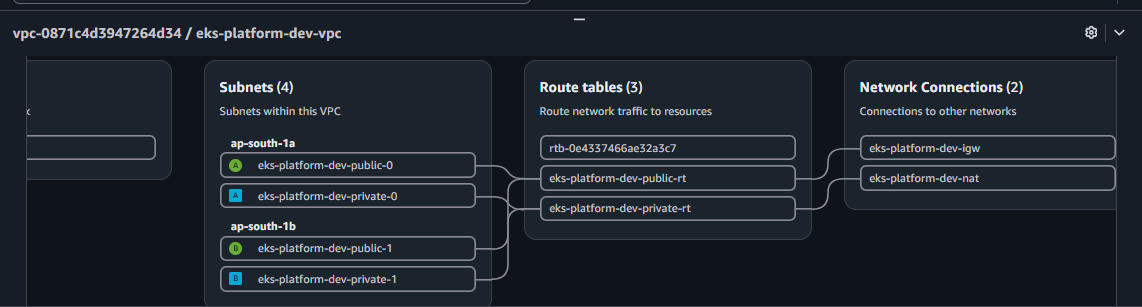 vpc-0871c4d3947264d34 / eks-platform-dev-vpc
Subnets (4)
Subnets within this VPC
ap-south-1a
A eks-platform-dev-public-0
A eks-platform-dev-private-0
ap-south-1b
B eks-platform-dev-public-1
B eks-platform-dev-private-1
Route tables (3)
Route network traffic to resources
rtb-0e4337466ae32a3c7
eks-platform-dev-public-rt
eks-platform-dev-private-rt
Network Connections (2)
Connections to other networks
eks-platform-dev-igw
eks-platform-dev-nat